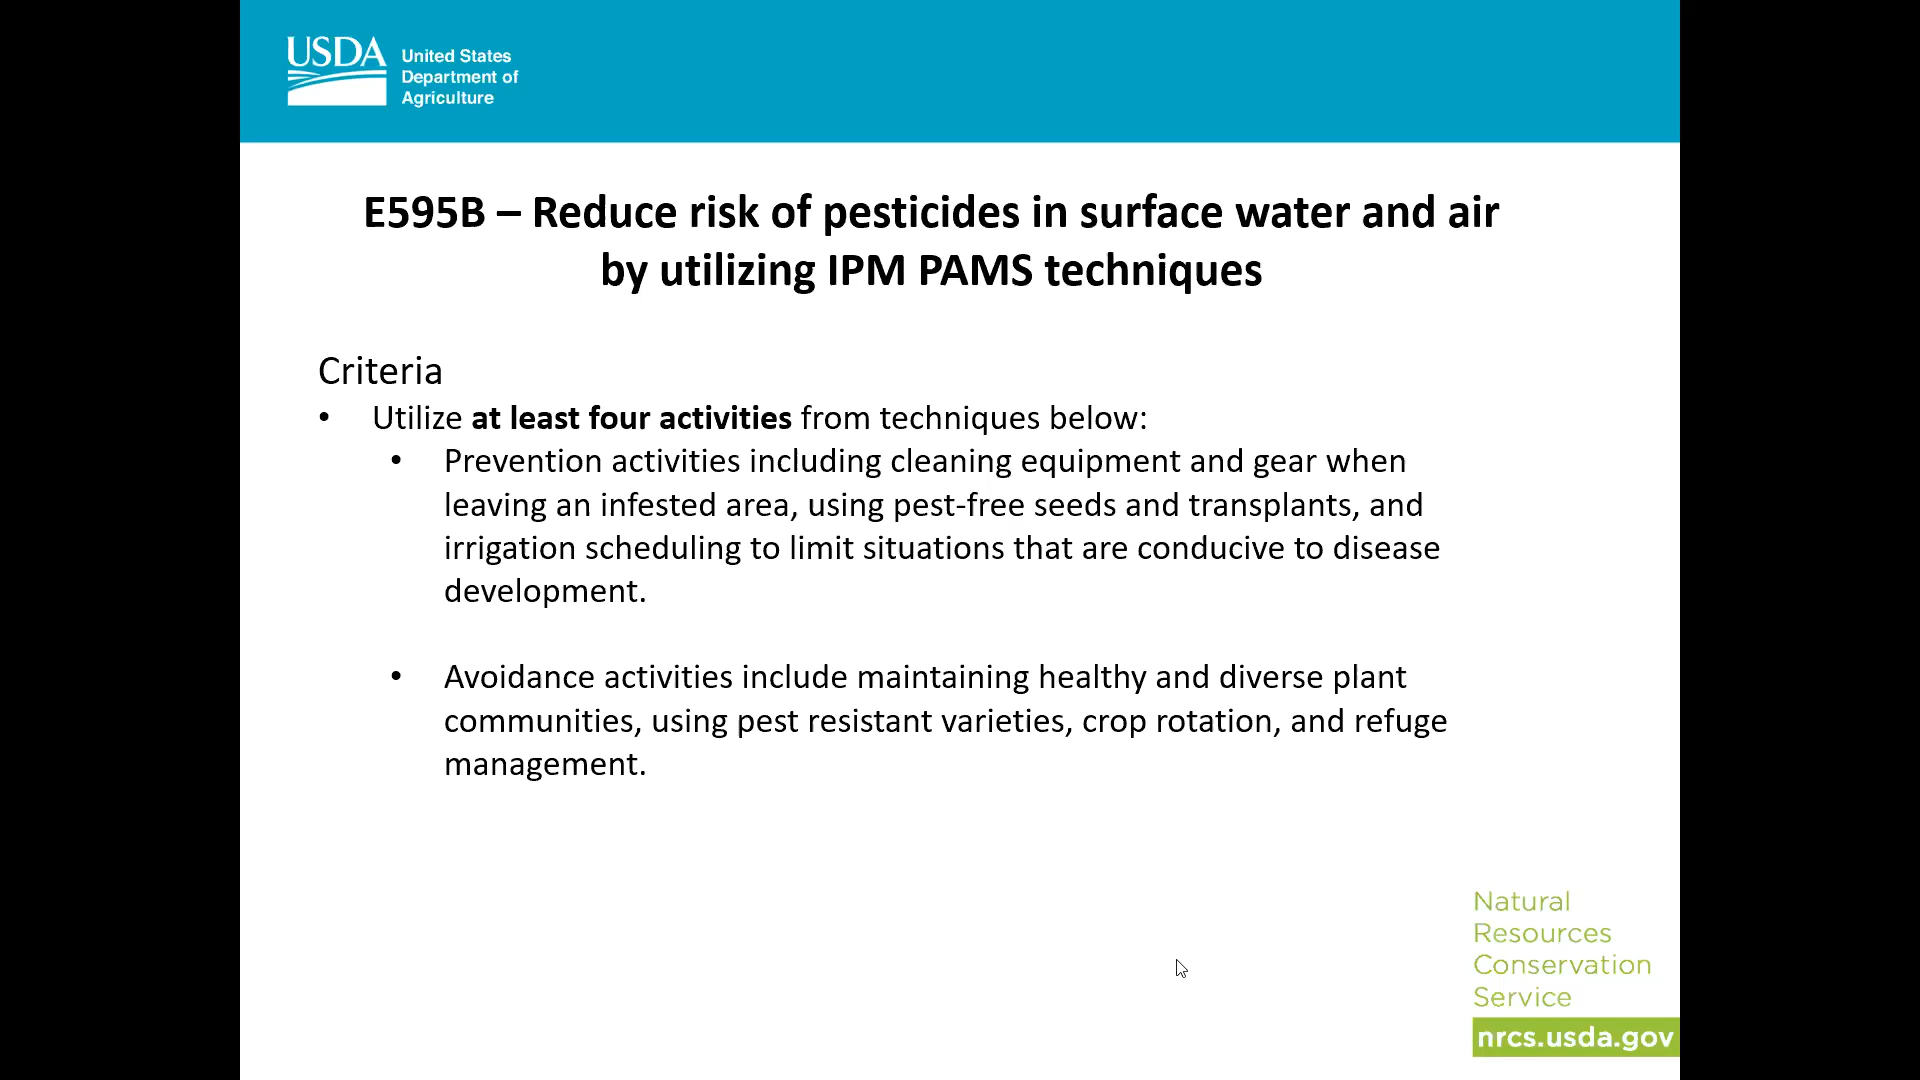 USDA
United States
Department of
Agriculture
E595B – Reduce risk of pesticides in surface water and air
by utilizing IPM PAMS techniques
Criteria
• Utilize at least four activities from techniques below:
• Prevention activities including cleaning equipment and gear when
leaving an infested area, using pest-free seeds and transplants, and
irrigation scheduling to limit situations that are conducive to disease
development.
• Avoidance activities include maintaining healthy and diverse plant
communities, using pest resistant varieties, crop rotation, and refuge
management.
Natural
Resources
Conservation
Service
nrcs.usda.gov